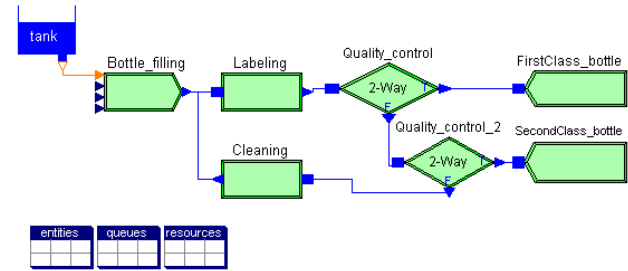 tank
Bottle_filling
Labeling
Quality_control
2-Way
T
F
FirstClass_bottle
Cleaning
Quality_control_2
2-Way
T
F
SecondClass_bottle
entities
queues
resources